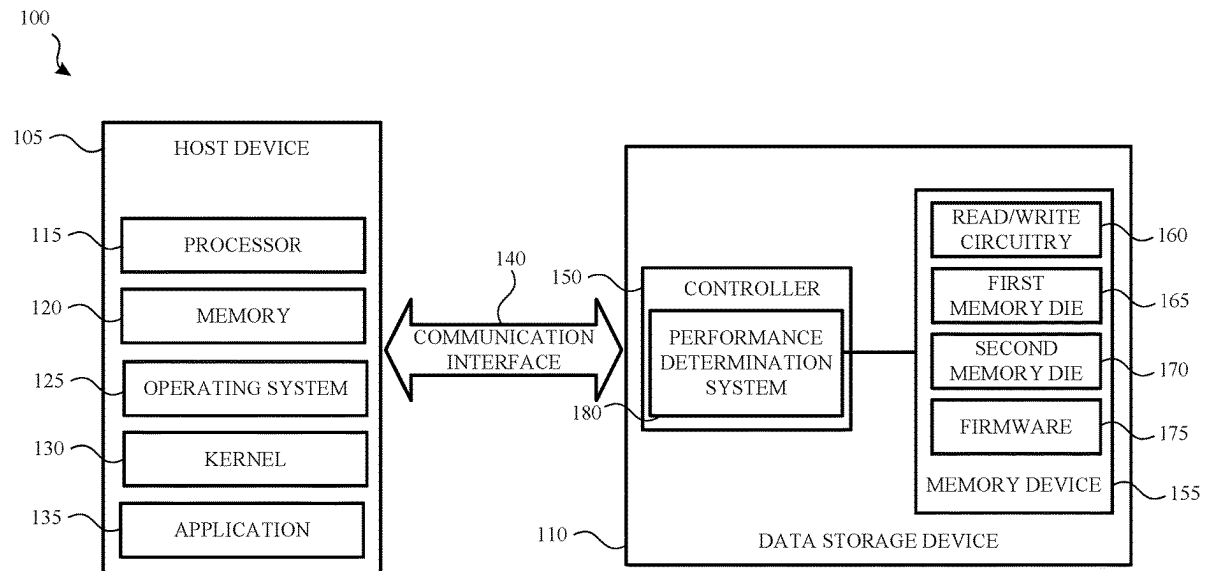 100
105
HOST DEVICE
115
PROCESSOR
120
MEMORY
125
OPERATING SYSTEM
130
KERNEL
135
APPLICATION
140
COMMUNICATION
INTERFACE
150
CONTROLLER
PERFORMANCE
DETERMINATION
SYSTEM
180
READ/WRITE
CIRCUITRY
160
FIRST
MEMORY DIE
165
SECOND
MEMORY DIE
170
FIRMWARE
175
MEMORY DEVICE
155
110
DATA STORAGE DEVICE